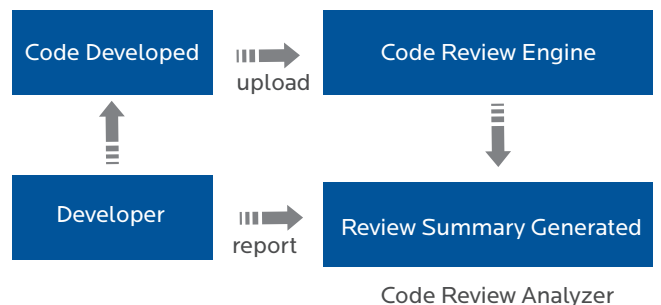 Code Developed
upload
Code Review Engine
Developer
report
Review Summary Generated
Code Review Analyzer